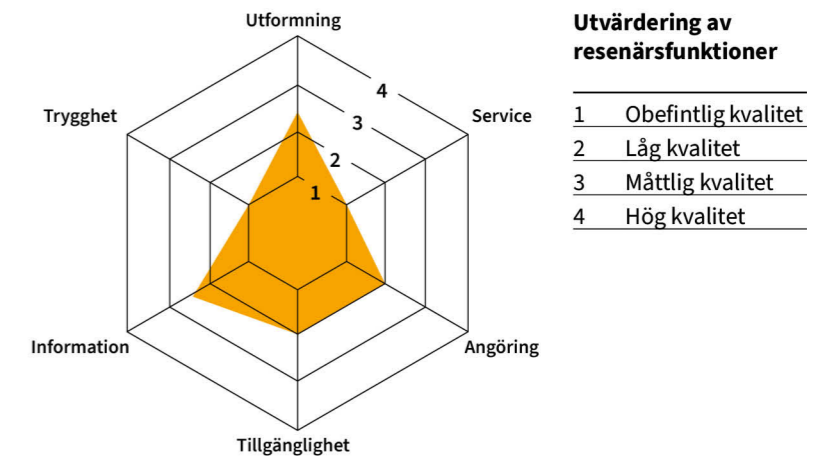 Utformning
Utvärdering av
resenärsfunktioner
4
Trygghet
Service
3
2
1
1 Obefintlig kvalitet
2 Låg kvalitet
3 Måttlig kvalitet
4 Hög kvalitet
Information
Angöring
Tillgänglighet